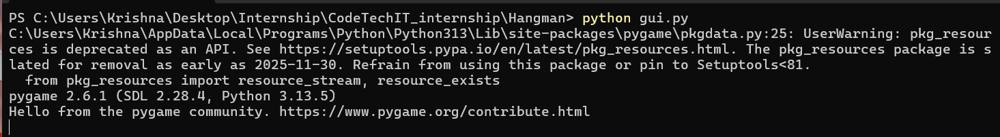 PS C:\Users\Krishna\Desktop\Internship\CodeTechIT_internship\Hangman> python gui.py
C:\Users\Krishna\AppData\Local\Programs\Python\Python313\Lib\site-packages\pygame\pkgdata.py:25: UserWarning: pkg_resour
ces is deprecated as an API. See https://setuptools.pypa.io/en/latest/pkg_resources.html. The pkg_resources package is s
lated for removal as early as 2025-11-30. Refrain from using this package or pin to Setuptools<81.
  from pkg_resources import resource_stream, resource_exists
pygame 2.6.1 (SDL 2.28.4, Python 3.13.5)
Hello from the pygame community. https://www.pygame.org/contribute.html